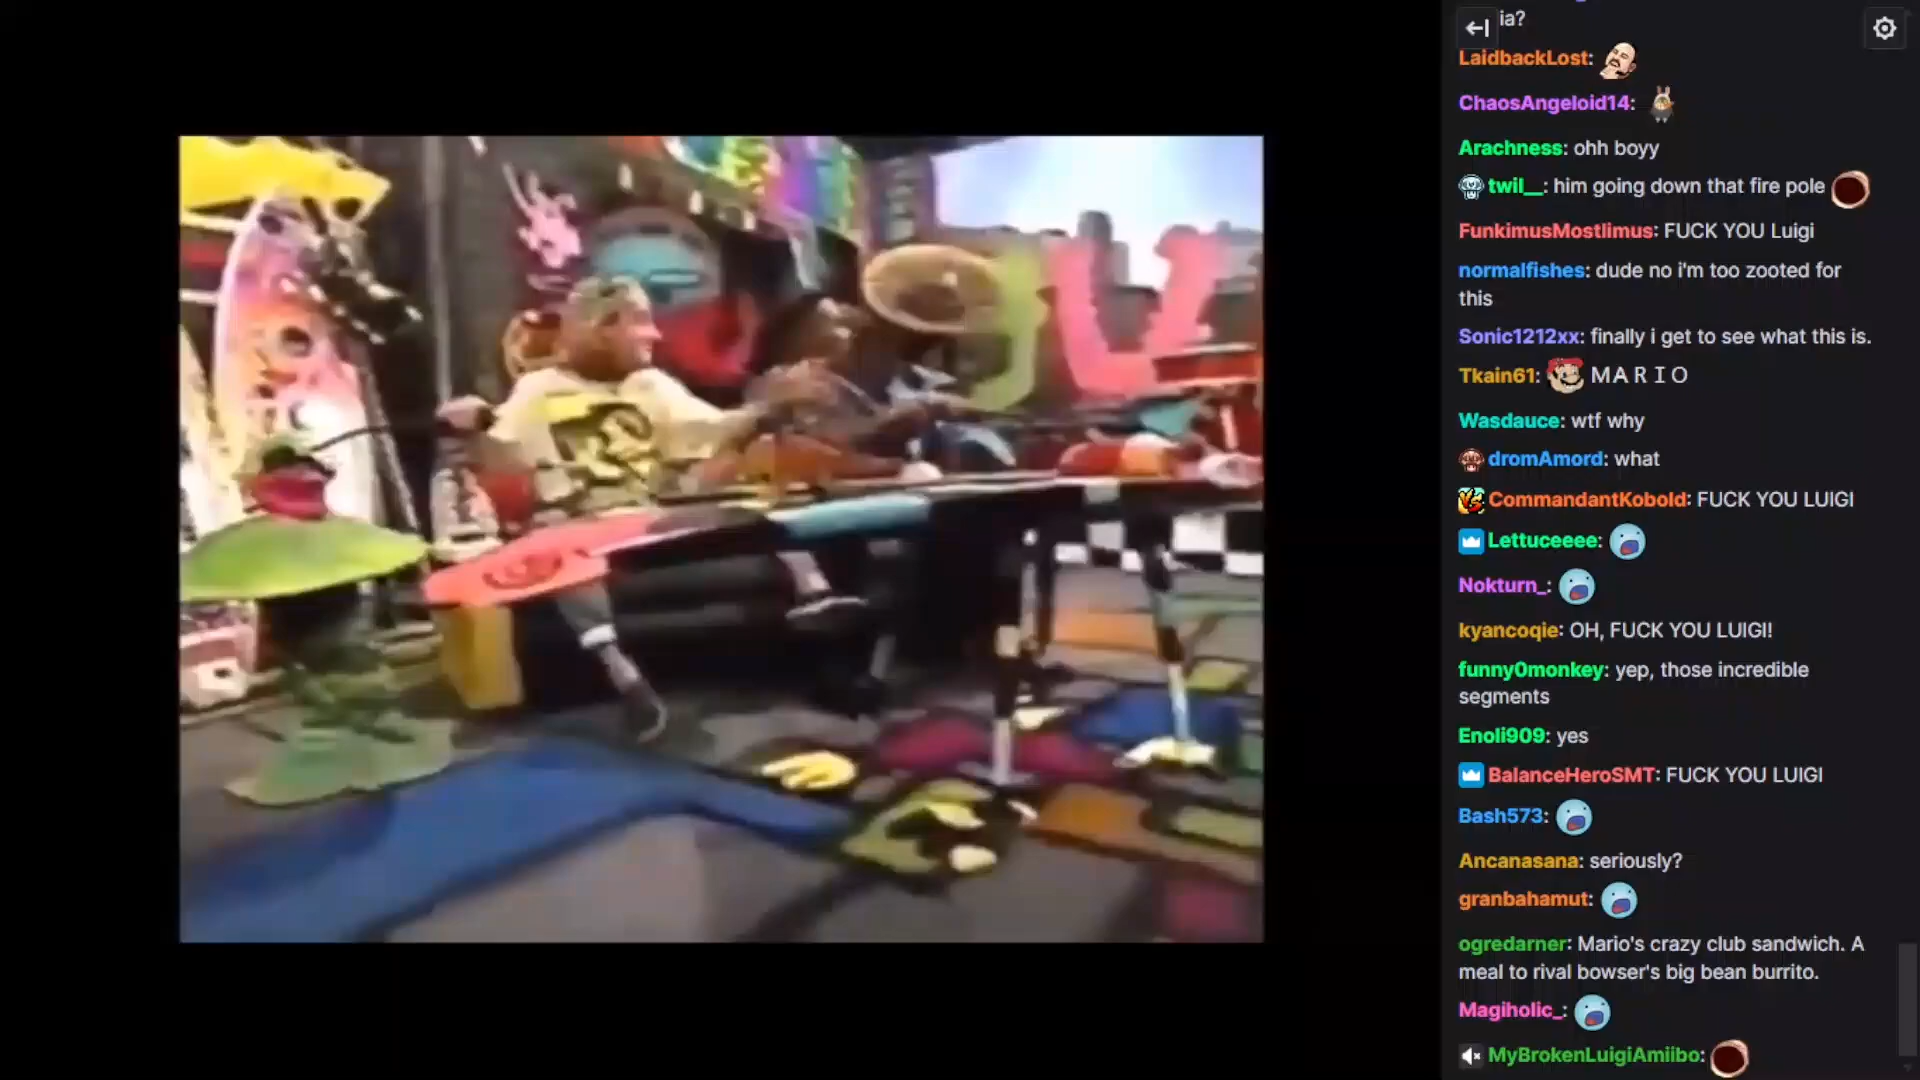 ia?
LaidbackLost:
ChaosAngeloid14:
Arachness: ohh boyy
twil__: him going down that fire pole
FunkimusMostlimus: FUCK YOU Luigi
normalfishes: dude no i'm too zooted for
this
Sonic1212xx: finally i get to see what this is.
Tkain61: M A R I O
Wasdauce: wtf why
dromAmord: what
CommandantKobold: FUCK YOU LUIGI
Lettuceeee:
Nokturn_:
kyancoqie: OH, FUCK YOU LUIGI!
funny0monkey: yep, those incredible
segments
Enoli909: yes
BalanceHeroSMT: FUCK YOU LUIGI
Bash573:
Ancanasana: seriously?
granbahamut:
ogredarner: Mario's crazy club sandwich. A
meal to rival bowser's big bean burrito.
Magiholic_:
MyBrokenLuigiAmiibo: